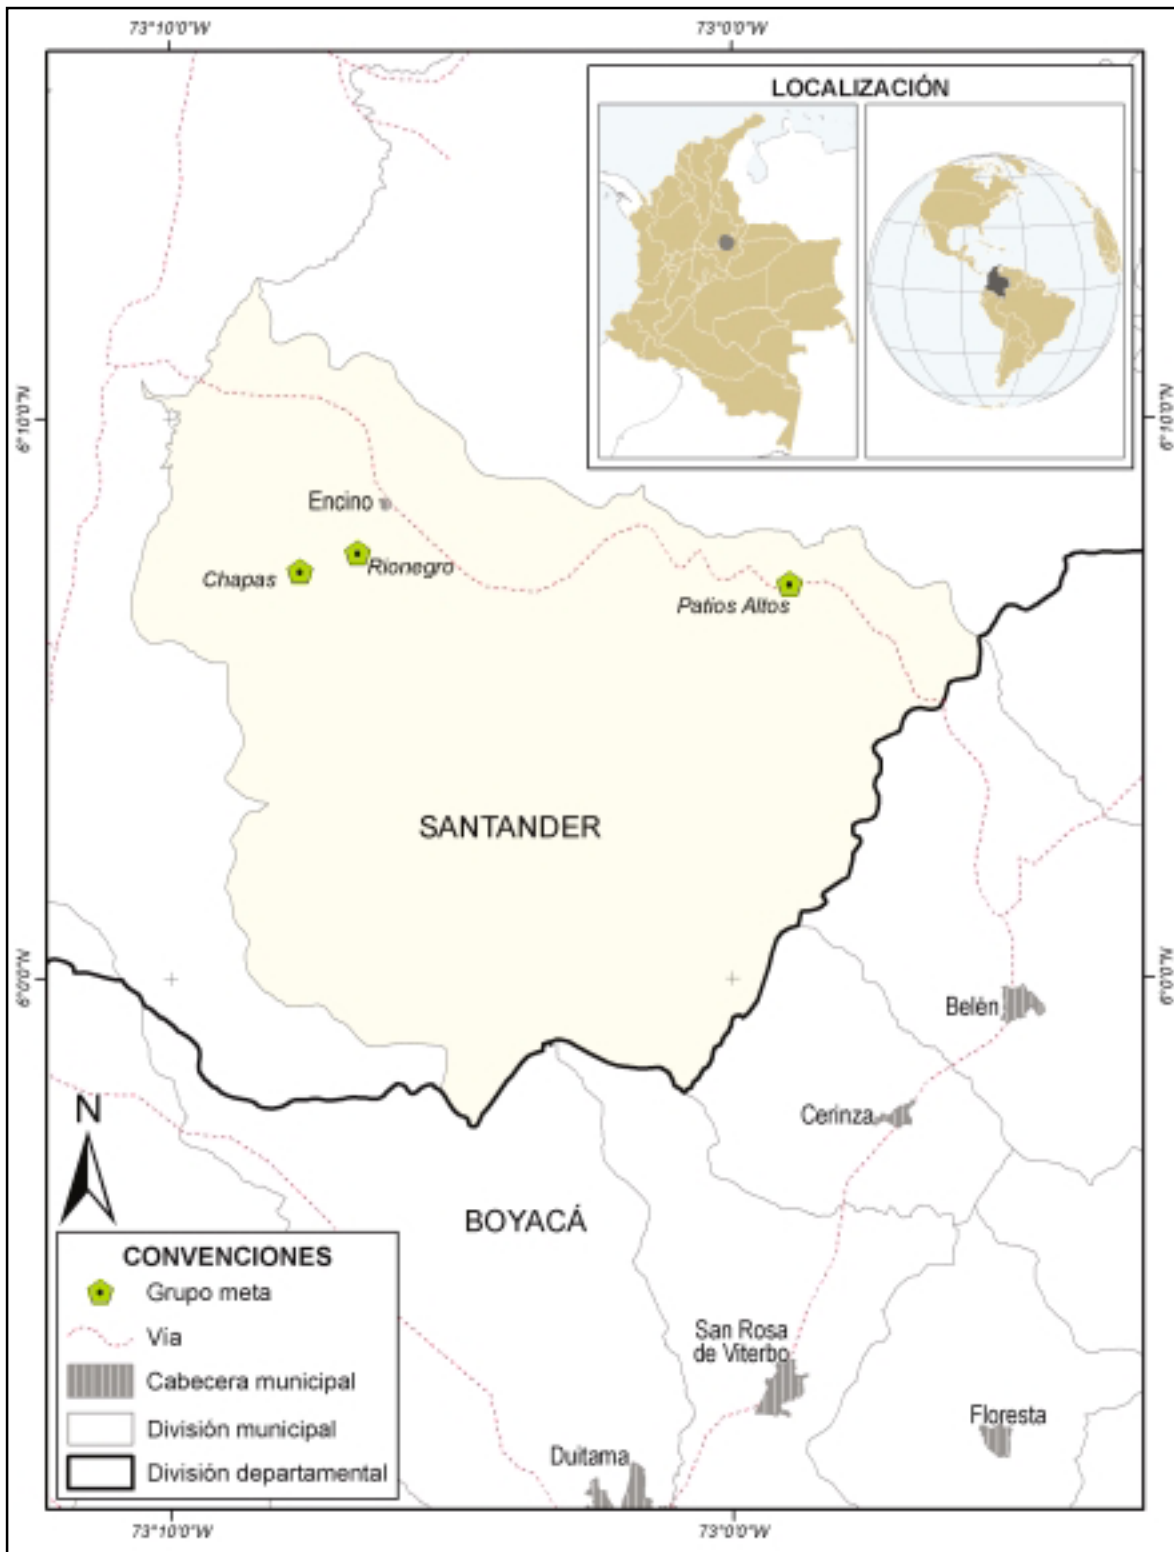 73°10'0"W
73°0'0"W
LOCALIZACIÓN
6°10'0"N
6°10'0"N
Encino
Rionegro
Chapas
Patios Altos
SANTANDER
6°0'0"N
6°0'0"N
Belén
Cerinza
N
BOYACÁ
CONVENCIONES
Grupo meta
Vía
Cabecera municipal
División municipal
División departamental
San Rosa
de Viterbo
Floresta
Duitama
73°10'0"W
73°0'0"W